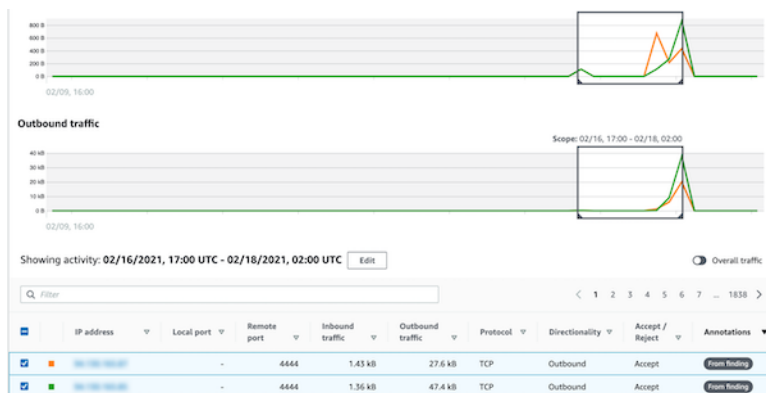 800 B
600 B
400 B
200 B
0 B
02/09, 16:00
Outbound traffic
Scope: 02/16, 17:00 - 02/18, 02:00
40 kB
30 kB
20 kB
10 kB
0 B
02/09, 16:00
Showing activity: 02/16/2021, 17:00 UTC - 02/18/2021, 02:00 UTC Edit Overall traffic
Filter < 1 2 3 4 5 6 7 ... 1838 >
IP address Local port Remote port Inbound traffic Outbound traffic Protocol Directionality Accept / Reject Annotations
- 4444 1.43 kB 27.6 kB TCP Outbound Accept From finding
- 4444 1.36 kB 47.4 kB TCP Outbound Accept From finding